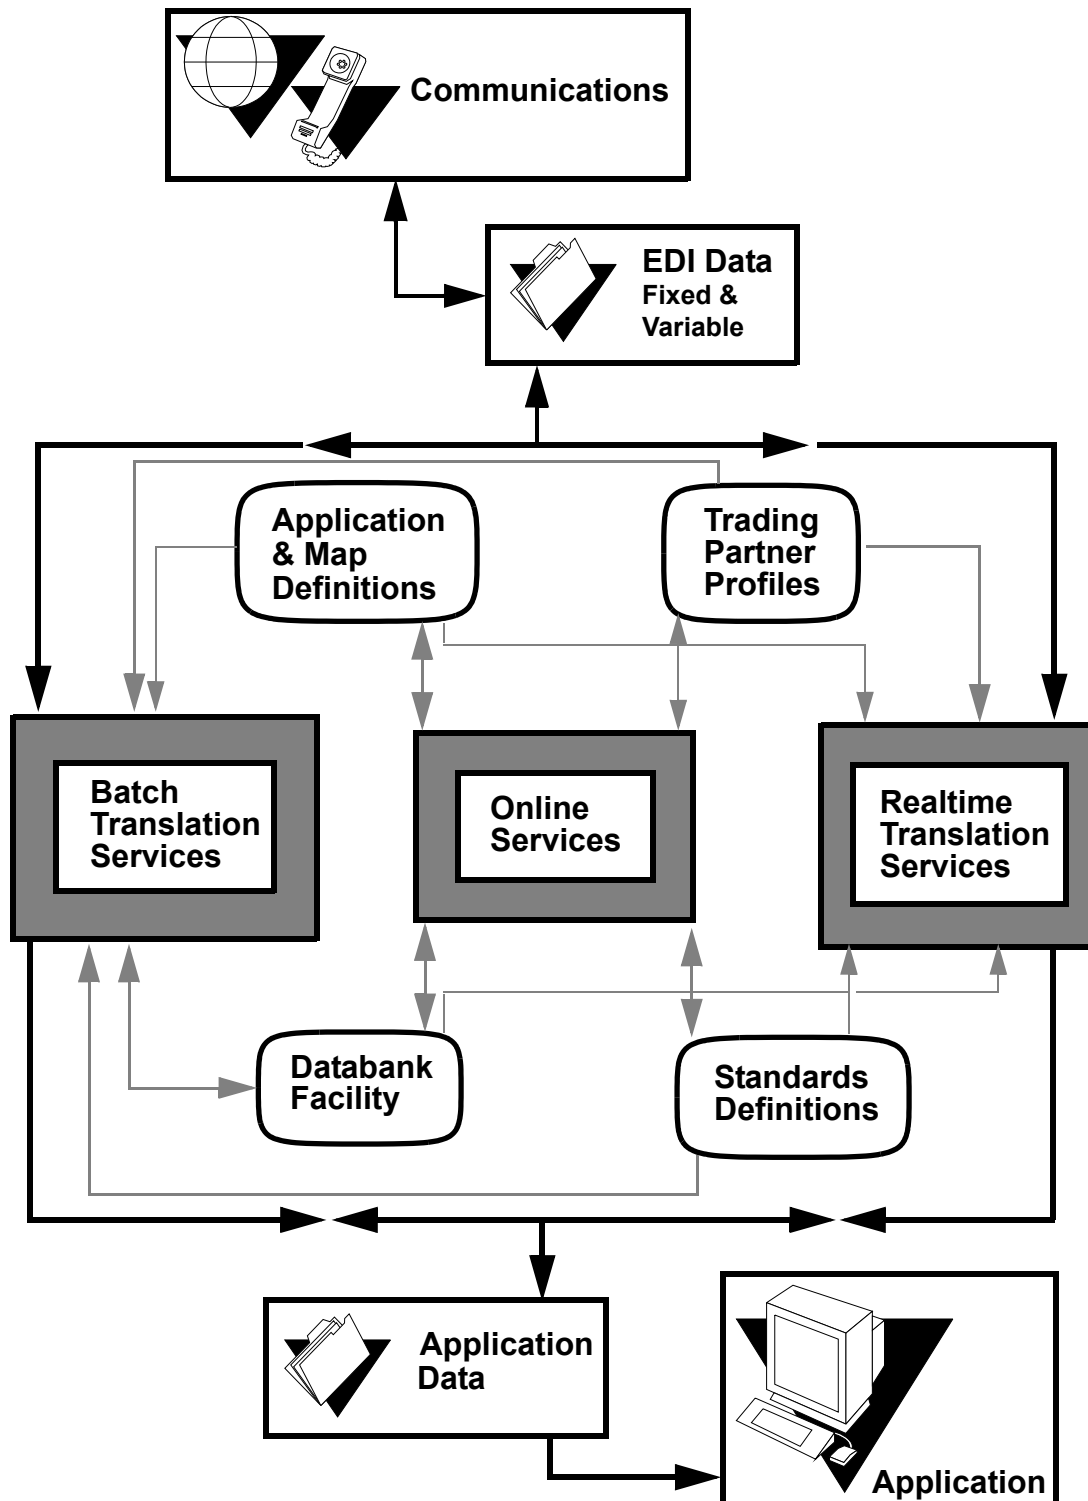 Communications
EDI Data
Fixed &
Variable
Application
& Map
Definitions
Trading
Partner
Profiles
Batch
Translation
Services
Online
Services
Realtime
Translation
Services
Databank
Facility
Standards
Definitions
Application
Data
Application